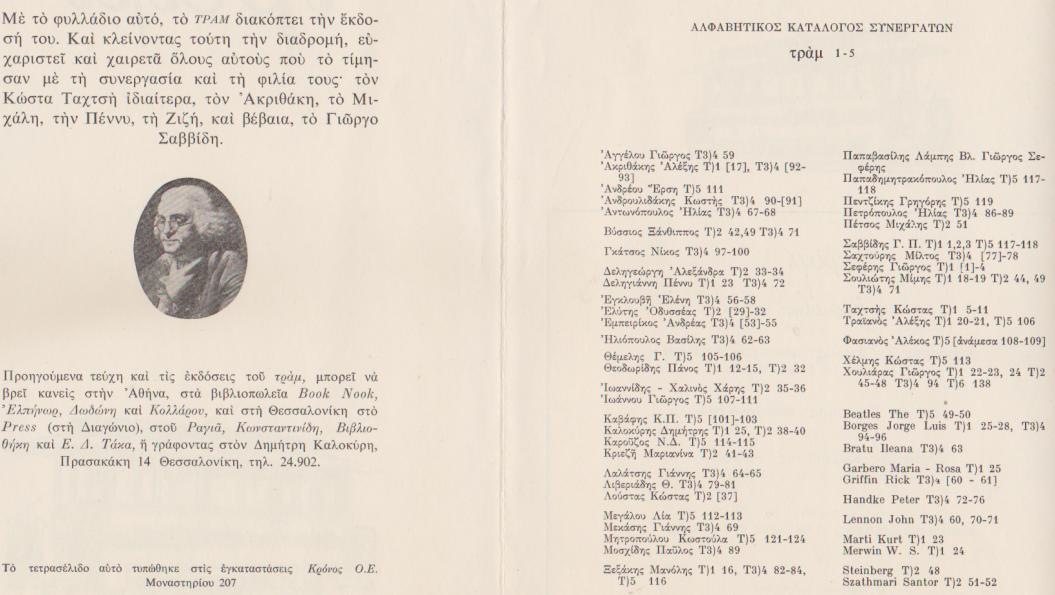 Μὲ τὸ φυλλάδιο αὐτό, τὸ ΤΡΑΜ διακόπτει τὴν ἔκδο-
σή του. Καὶ κλείνοντας τούτη τὴν διαδρομή, εὐ-
χαριστεῖ καὶ χαιρετᾶ ὅλους αὐτοὺς ποὺ τὸ τίμη-
σαν μὲ τὴ συνεργασία καὶ τὴ φιλία τους· τὸν
Κώστα Ταχτσὴ ἰδιαίτερα, τὸν Ἀκριθάκη, τὸ Μι-
χάλη, τὴν Πέννυ, τὴ Ζιζή, καὶ βέβαια, τὸ Γιῶργο
Σαββίδη.
Προηγούμενα τεύχη καὶ τὶς ἐκδόσεις τοῦ τράμ, μπορεῖ νὰ
βρεῖ κανεὶς στὴν Ἀθήνα, στὰ βιβλιοπωλεῖα Book Nook,
Ἐλπήνωρ, Δωδώνη καὶ Κολλάρου, καὶ στὴ Θεσσαλονίκη στὸ
Press (στὴ Διαγώνιο), στοῦ Ραγιᾶ, Κωνσταντινίδη, Βιβλιο-
θήκη καὶ Ε. Δ. Τάκα, ἢ γράφοντας στὸν Δημήτρη Καλοκύρη,
Πρασακάκη 14 Θεσσαλονίκη, τηλ. 24.902.
Τὸ τετρασέλιδο αὐτὸ τυπώθηκε στὶς ἐγκαταστάσεις Κρόνος Ο.Ε.
Μοναστηρίου 207
ΑΛΦΑΒΗΤΙΚΟΣ ΚΑΤΑΛΟΓΟΣ ΣΥΝΕΡΓΑΤΩΝ
τρὰμ 1-5
Ἀγγέλου Γιῶργος Τ3)4 59
Ἀκριθάκης Ἀλέξης Τ)1 [17], Τ3)4 [92-
93]
Ἀνδρέου Ἔρση Τ)5 111
Ἀνδρουλιδάκης Κωστὴς Τ3)4 90-[91]
Ἀντωνόπουλος Ἠλίας Τ3)4 67-68
Βύσσιος Ξάνθιππος Τ)2 42,49 Τ3)4 71
Γκάτσος Νίκος Τ3)4 97-100
Δεληγεώργη Ἀλεξάνδρα Τ)2 33-34
Δεληγιάννη Πέννυ Τ)1 23 Τ3)4 72
Ἐγκλουβῆ Ἑλένη Τ3)4 56-58
Ἐλύτης Ὀδυσσέας Τ)2 [29]-32
Ἐμπειρίκος Ἀνδρέας Τ3)4 [53]-55
Ἡλιόπουλος Βασίλης Τ3)4 62-63
Θέμελης Γ. Τ)5 105-106
Θεοδωρίδης Πάνος Τ)1 12-15, Τ)2 32
Ἰωαννίδης - Χαλινὸς Χάρης Τ)2 35-36
Ἰωάννου Γιῶργος Τ)5 107-111
Καβάφης Κ.Π. Τ)5 [101]-103
Καλοκύρης Δημήτρης Τ)1 25, Τ)2 38-40
Καροῦζος Ν.Δ. Τ)5 114-115
Κριεζῆ Μαριανίνα Τ)2 41-43
Λαλάτσης Γιάννης Τ3)4 64-65
Λιβεριάδης Θ. Τ3)4 79-81
Λούστας Κώστας Τ)2 [37]
Μεγάλου Λία Τ)5 112-113
Μεκάσης Γιάννης Τ3)4 69
Μητροπούλου Κωστούλα Τ)5 121-124
Μοσχίδης Παῦλος Τ3)4 89
Ξεξάκης Μανόλης Τ)1 16, Τ3)4 82-84,
Τ)5 116
Παπαβασίλης Λάμπης Βλ. Γιῶργος Σε-
φέρης
Παπαδημητρακόπουλος Ἠλίας Τ)5 117-
118
Πεντζίκης Γρηγόρης Τ)5 119
Πετρόπουλος Ἠλίας Τ3)4 86-89
Πέτσος Μιχάλης Τ)2 51
Σαββίδης Γ. Π. Τ)1 1,2,3 Τ)5 117-118
Σαχτούρης Μίλτος Τ3)4 [77]-78
Σεφέρης Γιῶργος Τ)1 [1]-4
Σουλιώτης Μίμης Τ)1 18-19 Τ)2 44, 49
Τ3)4 71
Ταχτσὴς Κώστας Τ)1 5-11
Τραϊανὸς Ἀλέξης Τ)1 20-21, Τ)5 106
Φασιανὸς Ἀλέκος Τ)5 [ἀνάμεσα 108-109]
Χέλμης Κώστας Τ)5 113
Χουλιάρας Γιῶργος Τ)1 22-23, 24 Τ)2
45-48 Τ3)4 94 Τ)6 138
Beatles The Τ)5 49-50
Borges Jorge Luis Τ)1 25-28, Τ3)4
94-96
Bratu Ileana Τ3)4 63
Garbero Maria - Rosa Τ)1 25
Griffin Rick Τ3)4 [60 - 61]
Handke Peter Τ3)4 72-76
Lennon John Τ3)4 60, 70-71
Marti Kurt Τ)1 23
Merwin W. S. Τ)1 24
Steinberg Τ)2 48
Szathmari Santor Τ)2 51-52